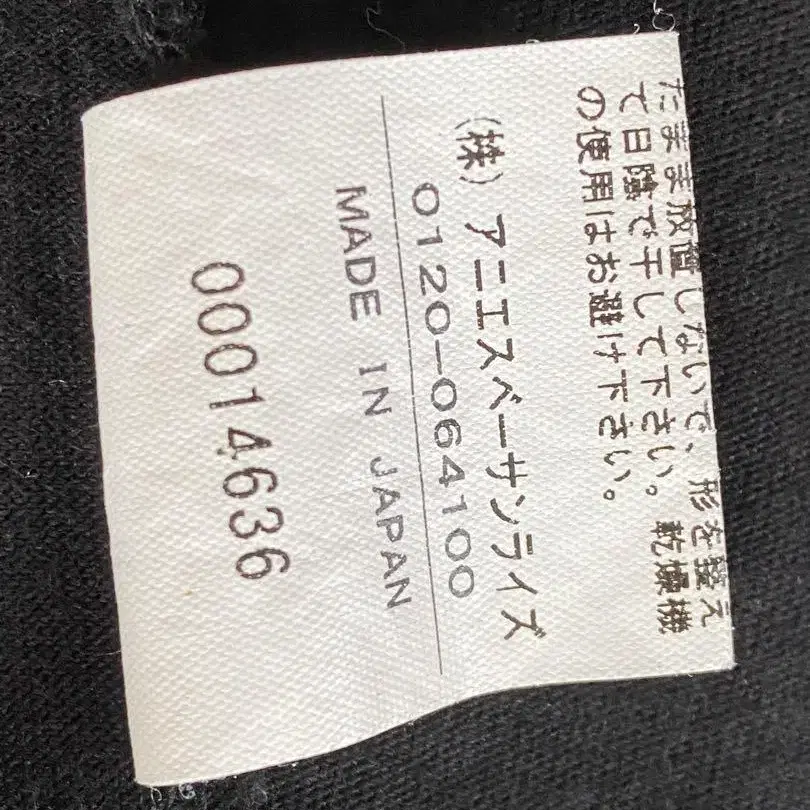 たまま放置しないで、形を整え
て日陰で干して下さい。乾燥機
の使用はお避け下さい。
(株)アニエスベーサンライズ
0120-064100
MADE IN JAPAN
00014636